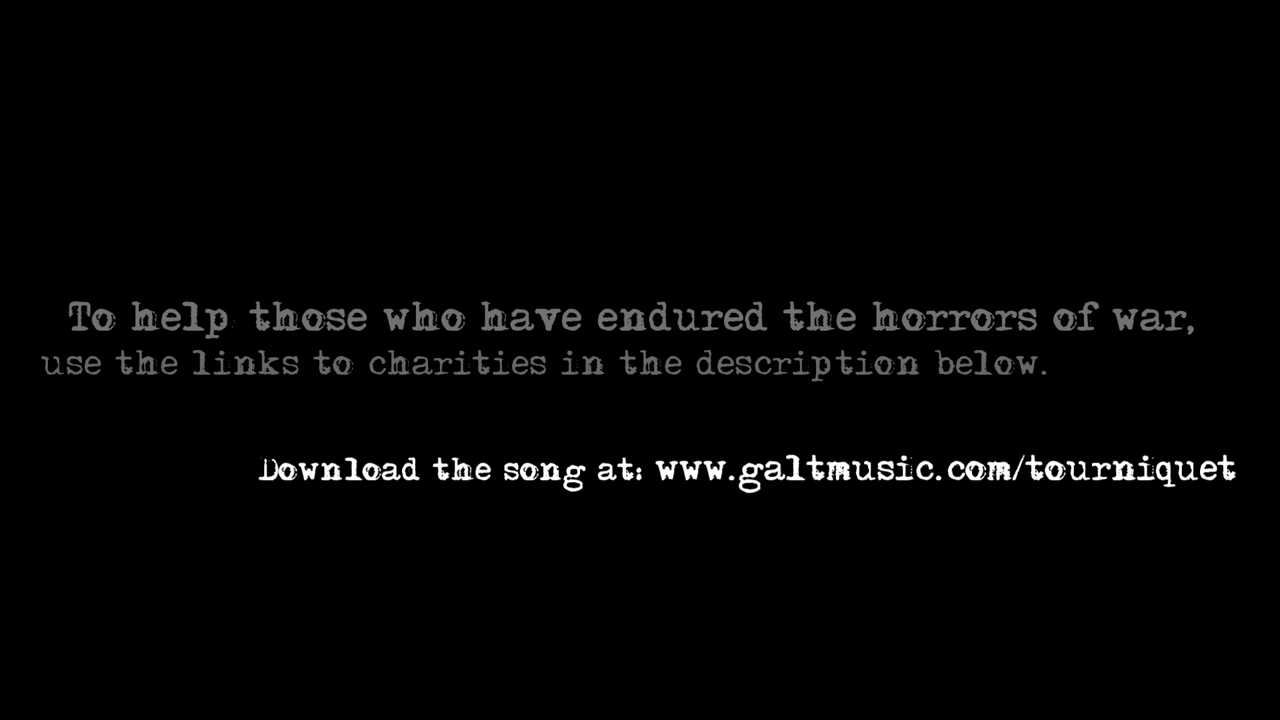 To help those who have endured the horrors of war,
use the links to charities in the description below.
Download the song at: www.galtmusic.com/tourniquet